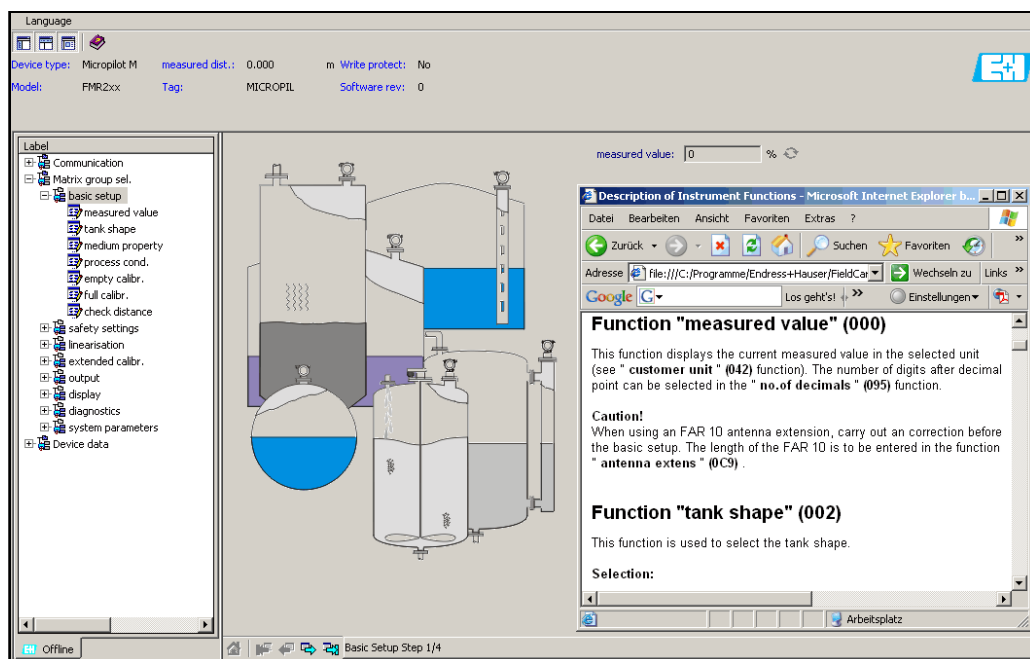 Language
Device type: Micropilot M measured dist.: 0.000 m Write protect: No
Model: FMR2xx Tag: MICROPIL Software rev: 0
E+H
Label
Communication
Matrix group sel.
basic setup
measured value
tank shape
medium property
process cond.
empty calibr.
full calibr.
check distance
safety settings
linearisation
extended calibr.
output
display
diagnostics
system parameters
Device data
Offline
measured value: 0 %
Description of Instrument Functions - Microsoft Internet Explorer b...
Datei Bearbeiten Ansicht Favoriten Extras ?
Zurück Suchen Favoriten »
Adresse file:///C:/Programme/Endress+Hauser/FieldCar Wechseln zu Links »
Google G Los geht's! » Einstellungen
Function "measured value" (000)
This function displays the current measured value in the selected unit
(see " customer unit " (042) function). The number of digits after decimal
point can be selected in the " no.of decimals " (095) function.
Caution!
When using an FAR 10 antenna extension, carry out an correction before
the basic setup. The length of the FAR 10 is to be entered in the function
" antenna extens " (0C9) .
Function "tank shape" (002)
This function is used to select the tank shape.
Selection:
Arbeitsplatz
Basic Setup Step 1/4